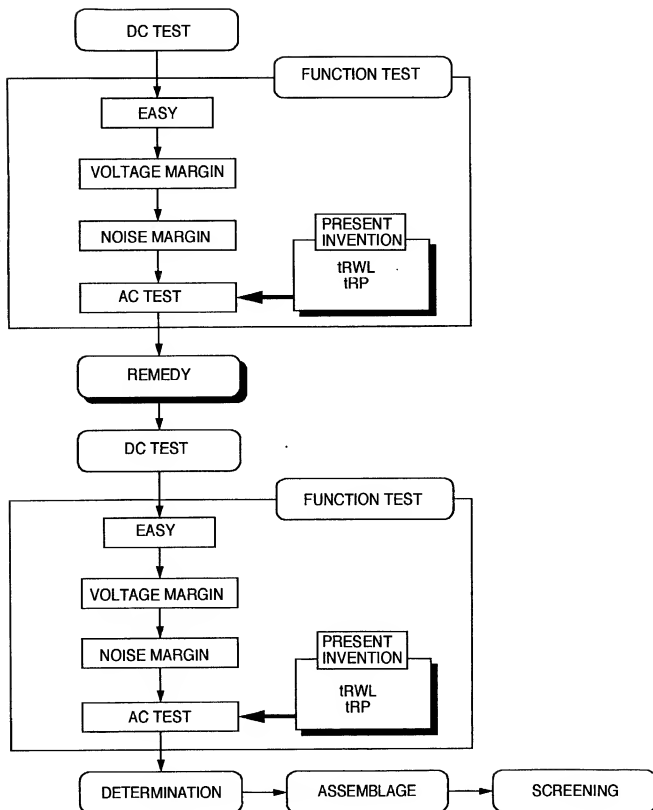 DC TEST
FUNCTION TEST
EASY
VOLTAGE MARGIN
NOISE MARGIN
PRESENT
INVENTION
tRWL
tRP
AC TEST
REMEDY
DC TEST
FUNCTION TEST
EASY
VOLTAGE MARGIN
NOISE MARGIN
PRESENT
INVENTION
tRWL
tRP
AC TEST
DETERMINATION
ASSEMBLAGE
SCREENING